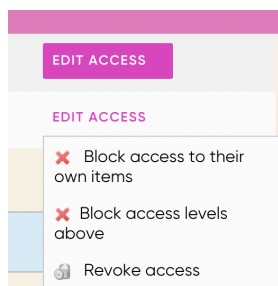 EDIT ACCESS
EDIT ACCESS
Block access to their
own items
Block access levels
above
Revoke access